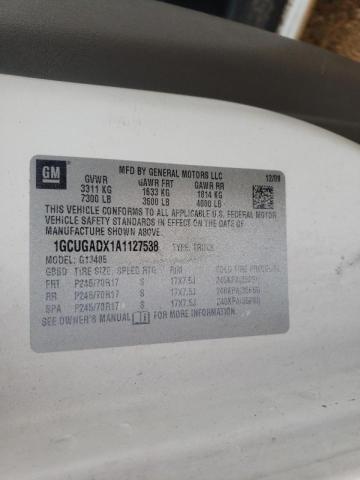 GM
MFD BY GENERAL MOTORS LLC 12/09
GVWR GAWR FRT GAWR RR
3311 KG 1633 KG 1814 KG
7300 LB 3600 LB 4000 LB
THIS VEHICLE CONFORMS TO ALL APPLICABLE U.S. FEDERAL MOTOR
VEHICLE SAFETY STANDARDS IN EFFECT ON THE DATE OF
MANUFACTURE SHOWN ABOVE.
1GCUGADX1A1127538 TYPE: TRUCK
MODEL: G13405
TIRE SIZE SPEED RTG RIM COLD TIRE PRESSURE
FRT P245/70R17 S 17X7.5J
RR P245/70R17 S 17X7.5J
SPA P245/70R17 S 17X7.5J
SEE OWNER'S MANUAL FOR MORE INFORMATION